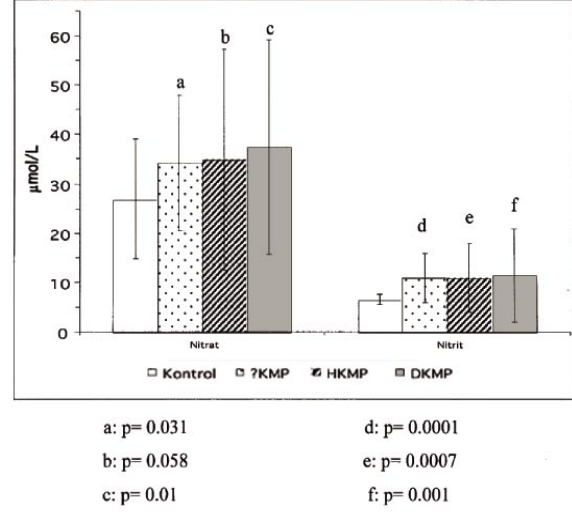 60
50
40
30
20
10
0
µmol/L
a
b
c
d
e
f
Nitrat
Nitrit
Kontrol ?KMP HKMP DKMP
a: p= 0.031
d: p= 0.0001
b: p= 0.058
e: p= 0.0007
c: p= 0.01
f: p= 0.001